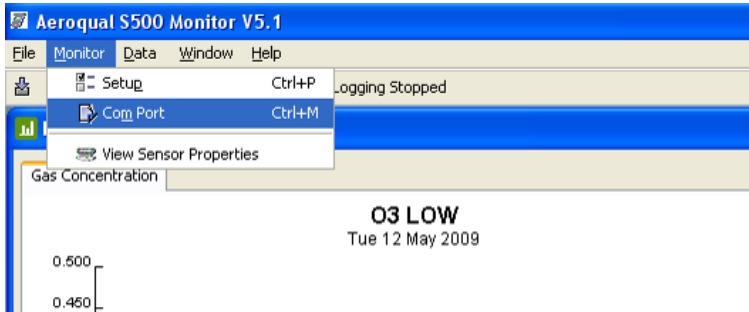 Aeroqual S500 Monitor V5.1
File Monitor Data Window Help
Setup Ctrl+P
Logging Stopped
Com Port Ctrl+M
View Sensor Properties
Gas Concentration
O3 LOW
Tue 12 May 2009
0.500
0.450